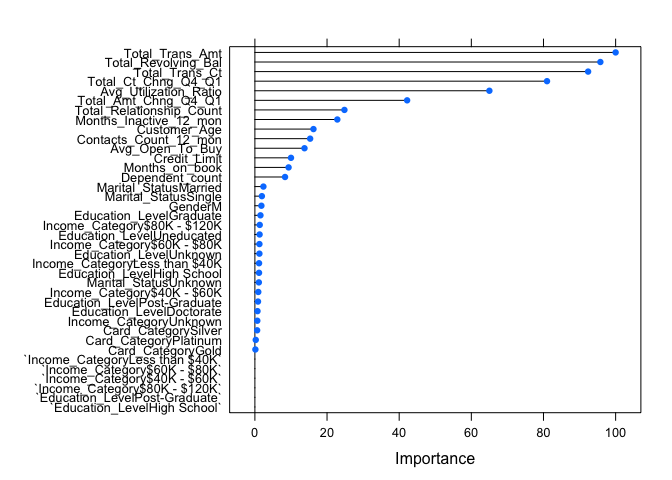 Total_Trans_Amt
Total_Revolving_Bal
Total_Trans_Ct
Total_Ct_Chng_Q4_Q1
Avg_Utilization_Ratio
Total_Amt_Chng_Q4_Q1
Total_Relationship_Count
Months_Inactive_12_mon
Customer_Age
Contacts_Count_12_mon
Avg_Open_To_Buy
Credit_Limit
Months_on_book
Dependent_count
Marital_StatusMarried
Marital_StatusSingle
GenderM
Education_LevelGraduate
Income_Category$80K - $120K
Education_LevelUneducated
Income_Category$60K - $80K
Education_LevelUnknown
Income_CategoryLess than $40K
Education_LevelHigh School
Marital_StatusUnknown
Income_Category$40K - $60K
Education_LevelPost-Graduate
Education_LevelDoctorate
Income_CategoryUnknown
Card_CategorySilver
Card_CategoryPlatinum
Card_CategoryGold
`Income_CategoryLess than $40K`
`Income_Category$60K - $80K`
`Income_Category$40K - $60K`
`Income_Category$80K - $120K`
`Education_LevelPost-Graduate`
`Education_LevelHigh School`
0 20 40 60 80 100
Importance